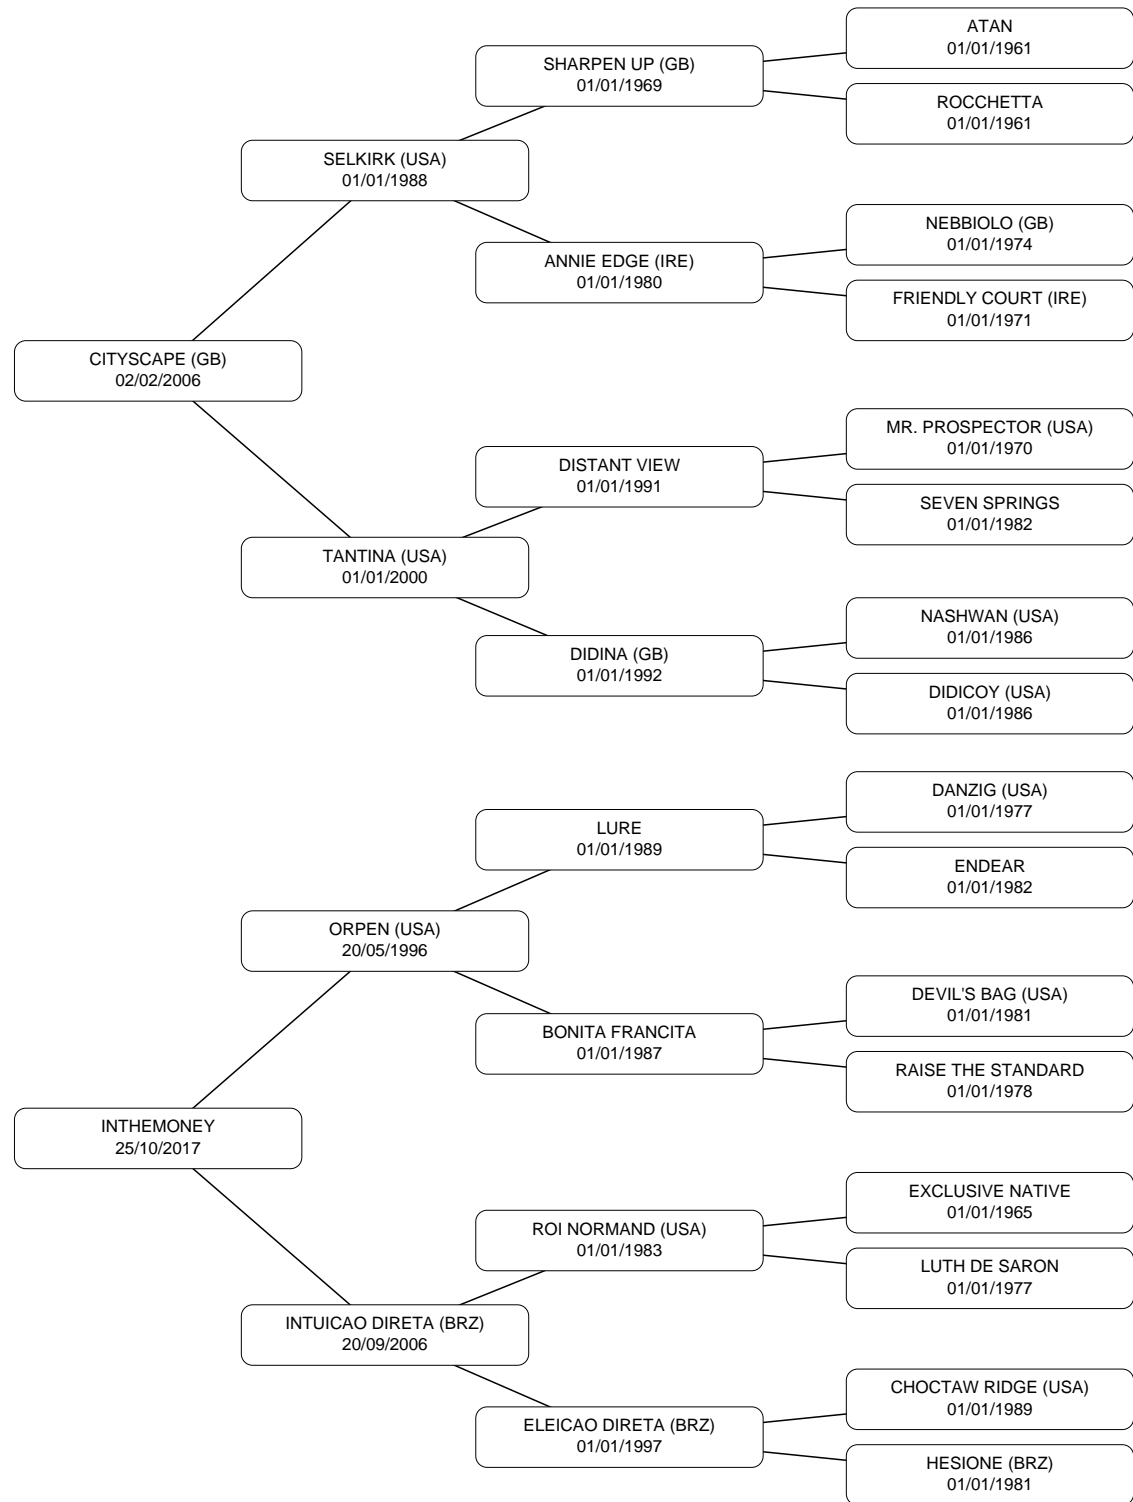 ATAN
01/01/1961
SHARPEN UP (GB)
01/01/1969
ROCCHETTA
01/01/1961
SELKIRK (USA)
01/01/1988
NEBBIOLO (GB)
01/01/1974
ANNIE EDGE (IRE)
01/01/1980
FRIENDLY COURT (IRE)
01/01/1971
CITYSCAPE (GB)
02/02/2006
MR. PROSPECTOR (USA)
01/01/1970
DISTANT VIEW
01/01/1991
SEVEN SPRINGS
01/01/1982
TANTINA (USA)
01/01/2000
NASHWAN (USA)
01/01/1986
DIDINA (GB)
01/01/1992
DIDICOY (USA)
01/01/1986
DANZIG (USA)
01/01/1977
LURE
01/01/1989
ENDEAR
01/01/1982
ORPEN (USA)
20/05/1996
DEVIL'S BAG (USA)
01/01/1981
BONITA FRANCITA
01/01/1987
RAISE THE STANDARD
01/01/1978
INTHEMONEY
25/10/2017
EXCLUSIVE NATIVE
01/01/1965
ROI NORMAND (USA)
01/01/1983
LUTH DE SARON
01/01/1977
INTUICAO DIRETA (BRZ)
20/09/2006
CHOCTAW RIDGE (USA)
01/01/1989
ELEICAO DIRETA (BRZ)
01/01/1997
HESIONE (BRZ)
01/01/1981